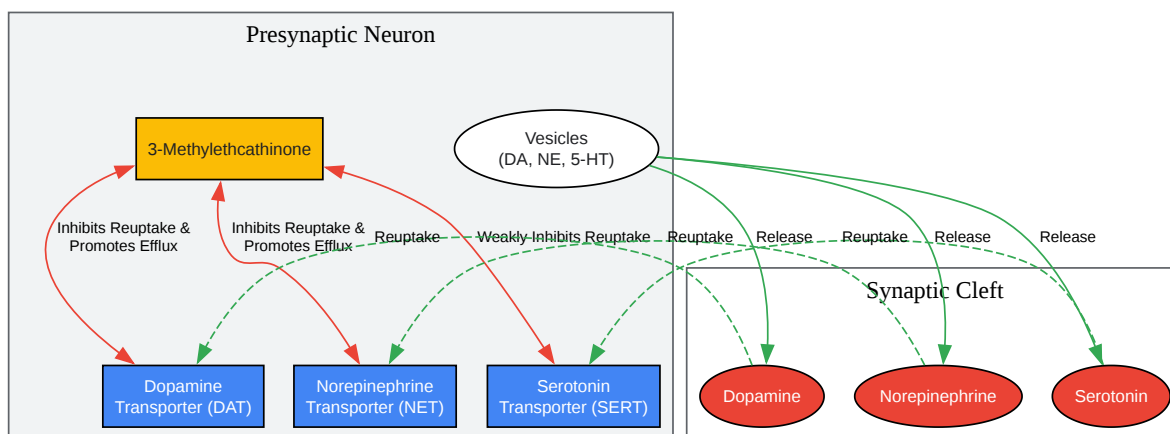 Presynaptic Neuron
3-Methylethcathinone
Vesicles
(DA, NE, 5-HT)
Inhibits Reuptake &
Promotes Efflux
Inhibits Reuptake &
Promotes Efflux
Reuptake
Weakly Inhibits Reuptake
Reuptake
Release
Reuptake
Release
Release
Synaptic Cleft
Dopamine
Transporter (DAT)
Norepinephrine
Transporter (NET)
Serotonin
Transporter (SERT)
Dopamine
Norepinephrine
Serotonin